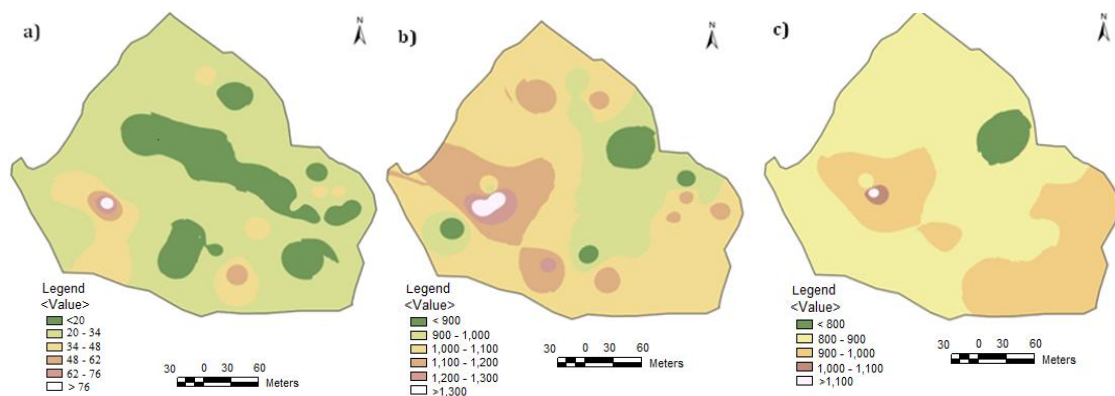 a)
N
Legend
<Value>
<20
20 - 34
34 - 48
48 - 62
62 - 76
> 76
30 0 30 60
Meters
b)
N
Legend
<Value>
< 900
900 - 1,000
1,000 - 1,100
1,100 - 1,200
1,200 - 1,300
>1,300
30 0 30 60
Meters
c)
N
Legend
<Value>
< 800
800 - 900
900 - 1,000
1,000 - 1,100
>1,100
30 0 30 60
Meters